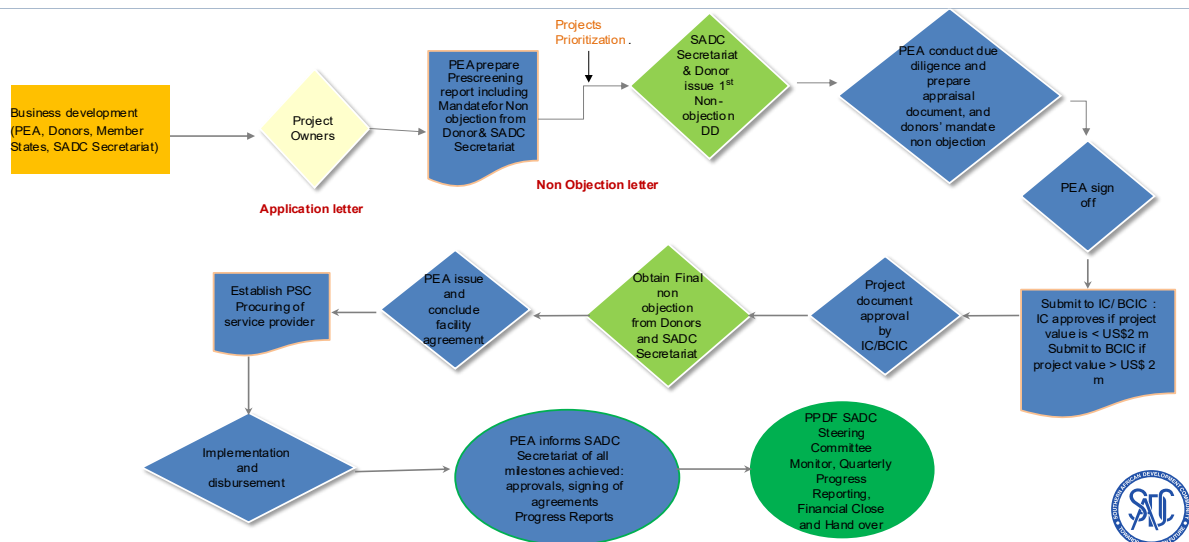 Projects
Prioritization .
Business development
(PEA, Donors, Member
States, SADC Secretariat)
Project
Owners
Application letter
PEA prepare
Prescreening
report including
Mandatefor Non
objection from
Donor& SADC
Secretariat
Non Objection letter
SADC
Secretariat
& Donor
issue 1st
Non-
objection
DD
PEA conduct due
diligence and
prepare
appraisal
document, and
donors' mandate
non objection
PEA sign
off
Submit to IC/ BCIC :
IC approves if project
value is < US$2 m
Submit to BCIC if
project value > US$ 2
m
Project
document
approval
by
IC/BCIC
Obtain Final
non
objection
from Donors
and SADC
Secretariat
PEA issue
and
conclude
facility
agreement
Establish PSC
Procuring of
service provider
Implementation
and
disbursement
PEA informs SADC
Secretariat of all
milestones achieved:
approvals, signing of
agreements
Progress Reports
PPDF SADC
Steering
Committee
Monitor, Quarterly
Progress
Reporting,
Financial Close
and Hand over
SOUTHERN AFRICAN DEVELOPMENT COMMUNITY
SADC